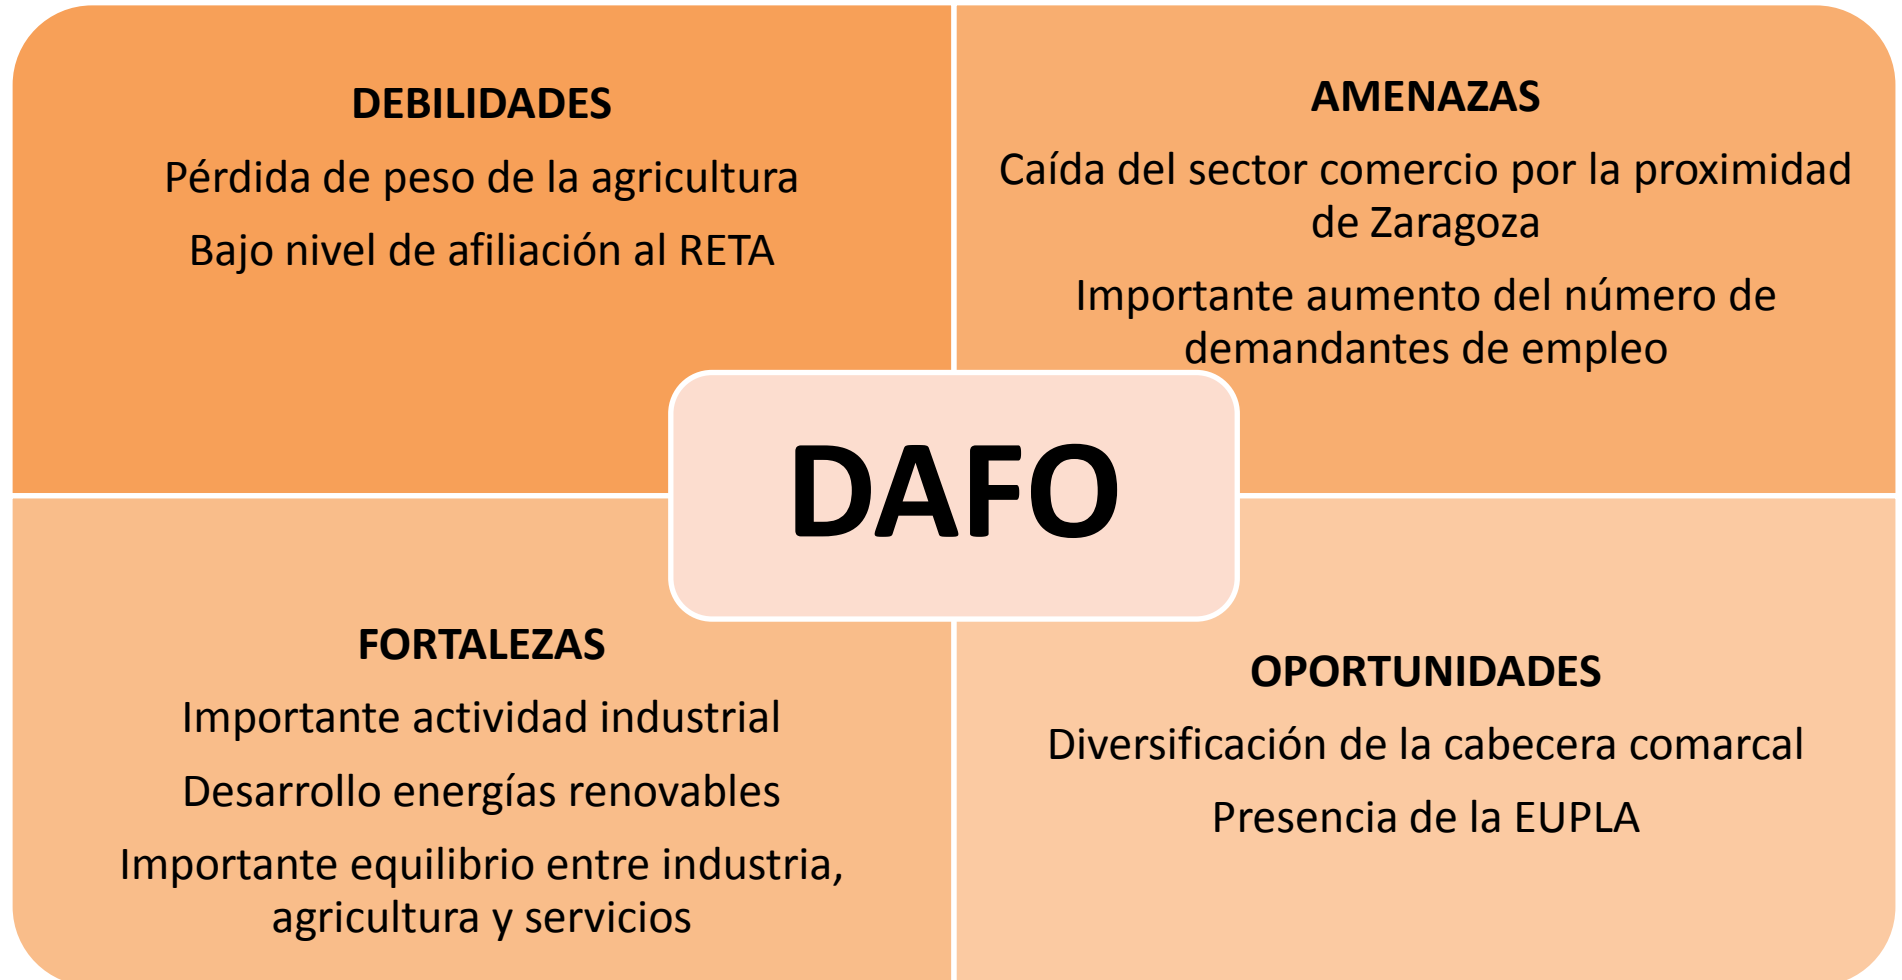 DEBILIDADES
Pérdida de peso de la agricultura
Bajo nivel de afiliación al RETA
AMENAZAS
Caída del sector comercio por la proximidad
de Zaragoza
Importante aumento del número de
demandantes de empleo
DAFO
FORTALEZAS
Importante actividad industrial
Desarrollo energías renovables
Importante equilibrio entre industria,
agricultura y servicios
OPORTUNIDADES
Diversificación de la cabecera comarcal
Presencia de la EUPLA